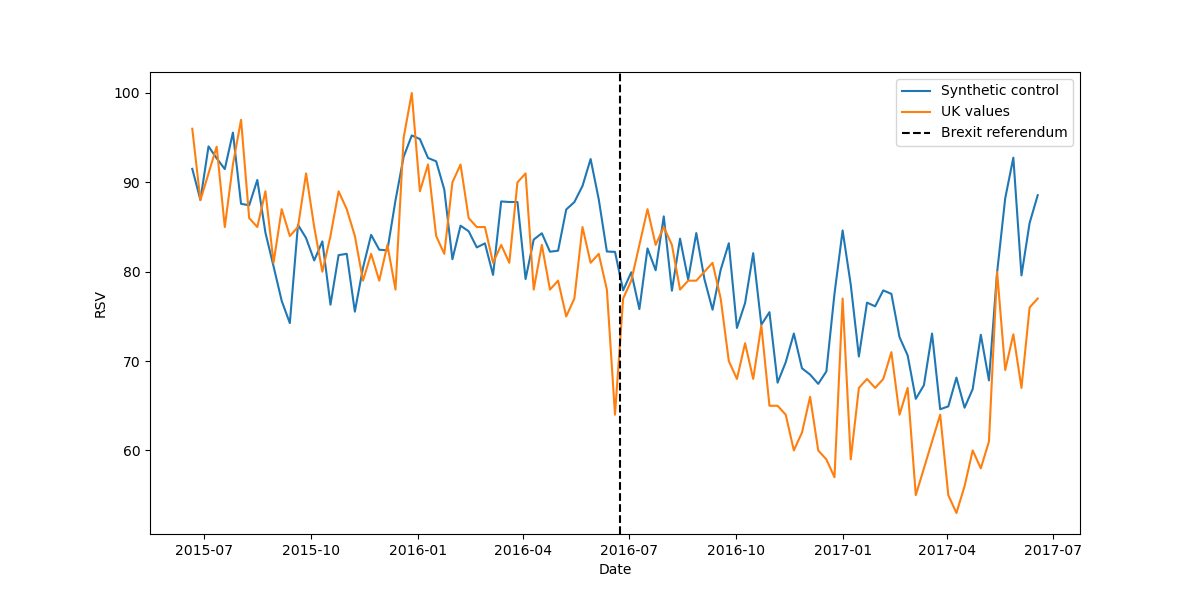 Synthetic control
UK values
Brexit referendum
RSV
100
90
80
70
60
2015-07 2015-10 2016-01 2016-04 2016-07 2016-10 2017-01 2017-04 2017-07
Date